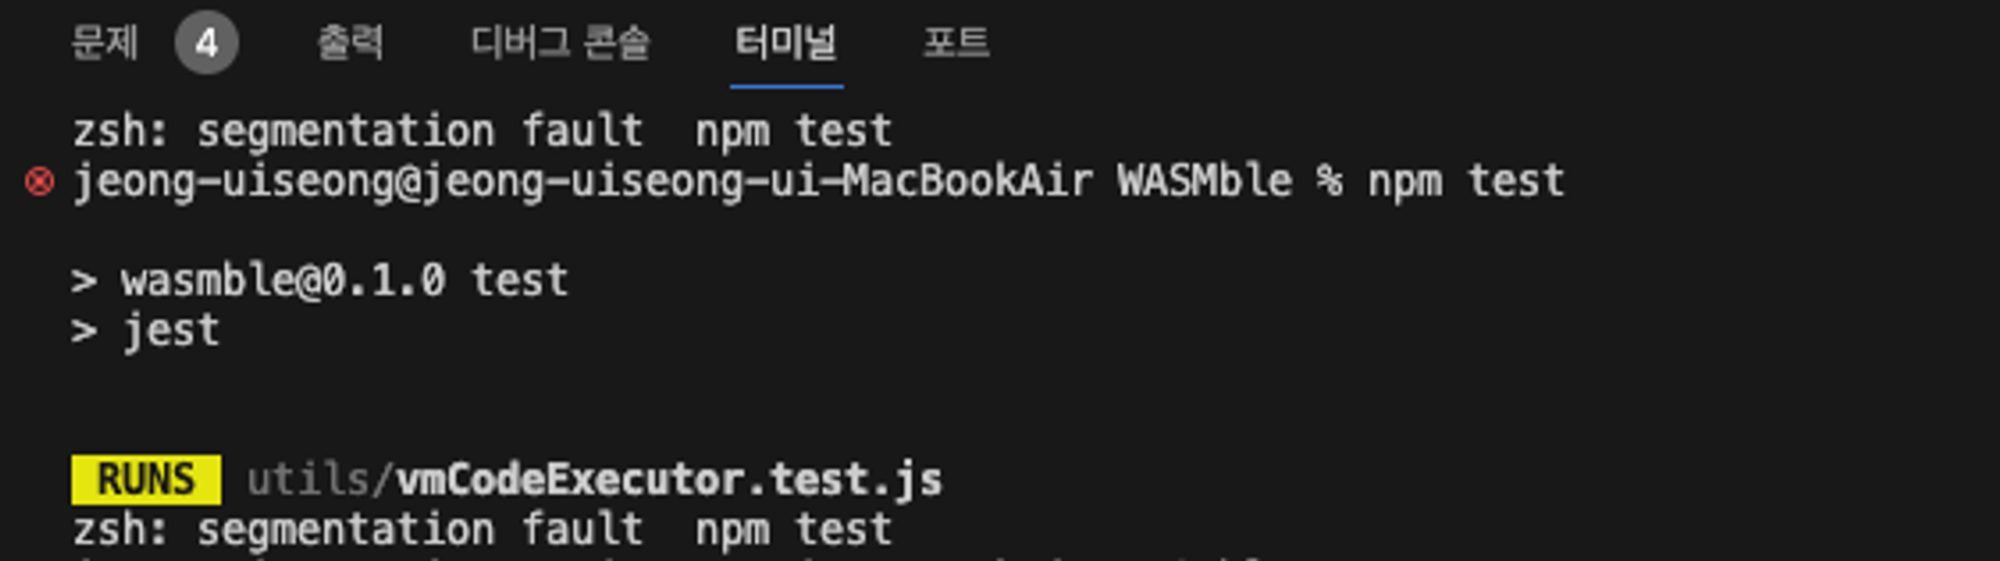 문제 4 출력 디버그 콘솔 터미널 포트
zsh: segmentation fault  npm test
jeong-uiseong@jeong-uiseong-ui-MacBookAir WASMble % npm test
> wasmble@0.1.0 test
> jest
RUNS utils/vmCodeExecutor.test.js
zsh: segmentation fault  npm test